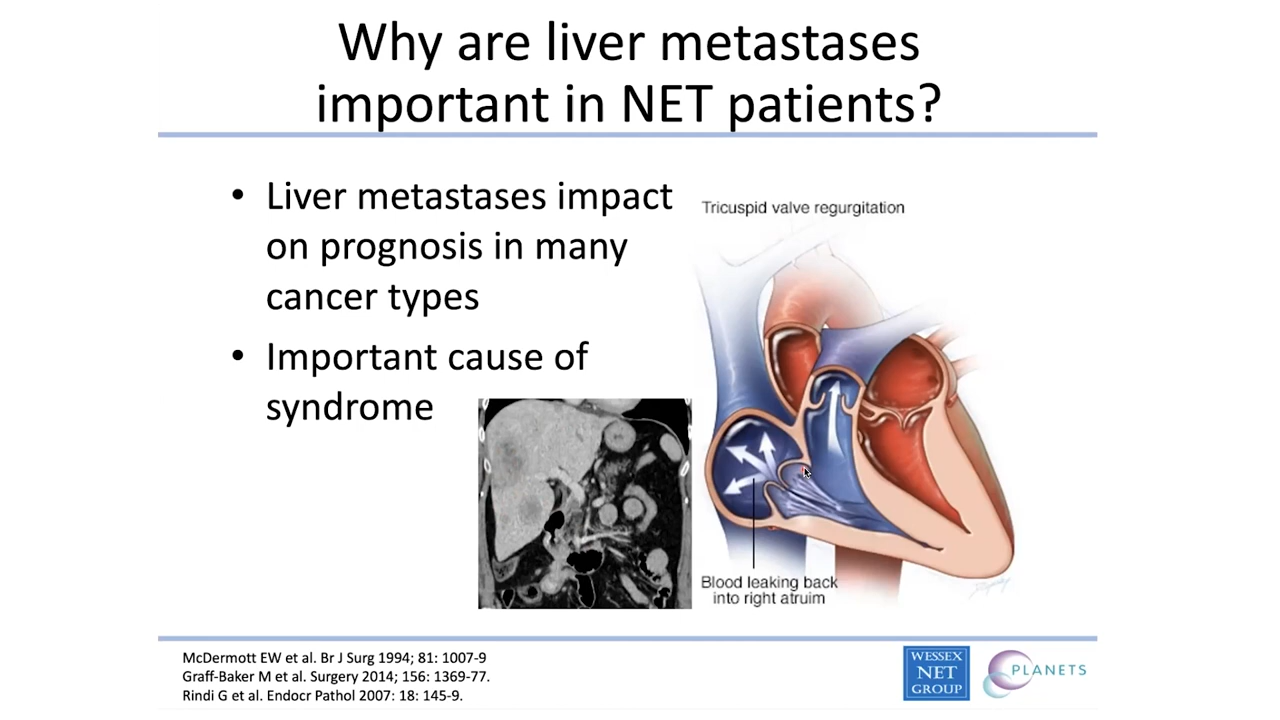 Why are liver metastases
important in NET patients?
• Liver metastases impact
on prognosis in many
cancer types
• Important cause of
syndrome
Tricuspid valve regurgitation
Blood leaking back
into right atruim
McDermott EW et al. Br J Surg 1994; 81: 1007-9
Graff-Baker M et al. Surgery 2014; 156: 1369-77.
Rindi G et al. Endocr Pathol 2007: 18: 145-9.
WESSEX
NET
GROUP
PLANETS